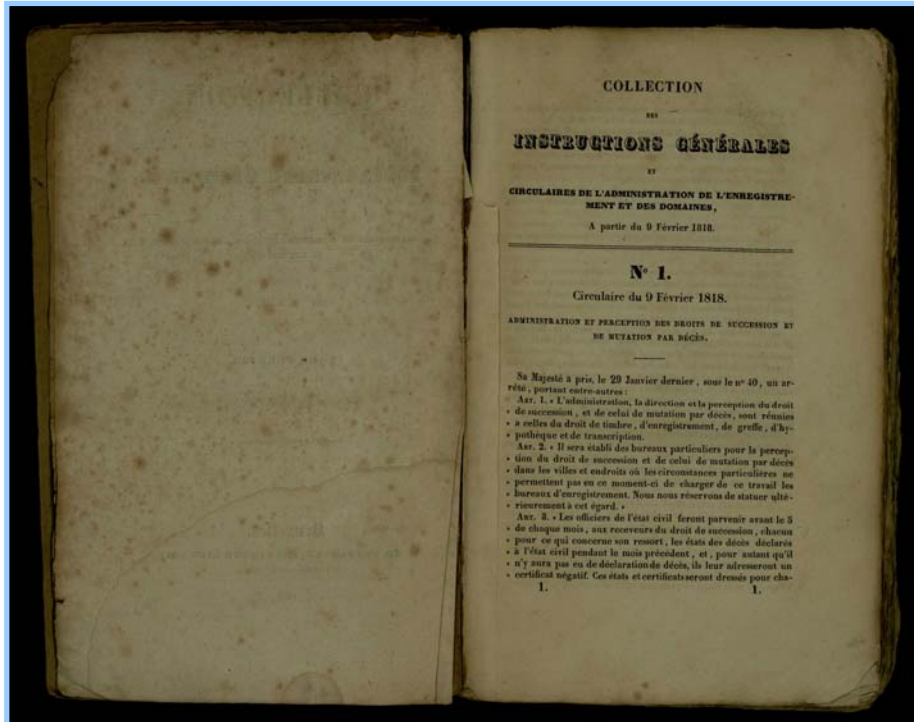 COLLECTION
DES
INSTRUCTIONS GÉNÉRALES
ET
CIRCULAIRES DE L'ADMINISTRATION DE L'ENREGISTRE-
MENT ET DES DOMAINES,
A partir du 9 Février 1818.
No 1.
Circulaire du 9 Février 1818.
ADMINISTRATION ET PERCEPTION DES DROITS DE SUCCESSION ET
DE MUTATION PAR DÉCÈS.
Sa Majesté a pris, le 29 Janvier dernier, sous le no 40, un ar-
rêté, portant entre-autres :
ART. 1. « L'administration, la direction et la perception du droit
» de succession, et de celui de mutation par décès, sont réunies
» à celles du droit de timbre, d'enregistrement, de greffe, d'hy-
» pothèque et de transcription.
ART. 2. « Il sera établi des bureaux particuliers pour la percep-
» tion du droit de succession et de celui de mutation par décès
» dans les villes et endroits où les circonstances particulières ne
» permettent pas en ce moment-ci de charger de ce travail les
» bureaux d'enregistrement. Nous nous réservons de statuer ulté-
» rieurement à cet égard. »
ART. 3. « Les officiers de l'état civil feront parvenir avant le 5
» de chaque mois, aux receveurs du droit de succession, chacun
» pour ce qui concerne son ressort, les états des décès déclarés
» à l'état civil pendant le mois précédent, et, pour autant qu'il
» n'y aura pas eu de déclaration de décès, ils leur adresseront un
» certificat négatif. Ces états et certificats seront dressés pour cha-
1. 1.